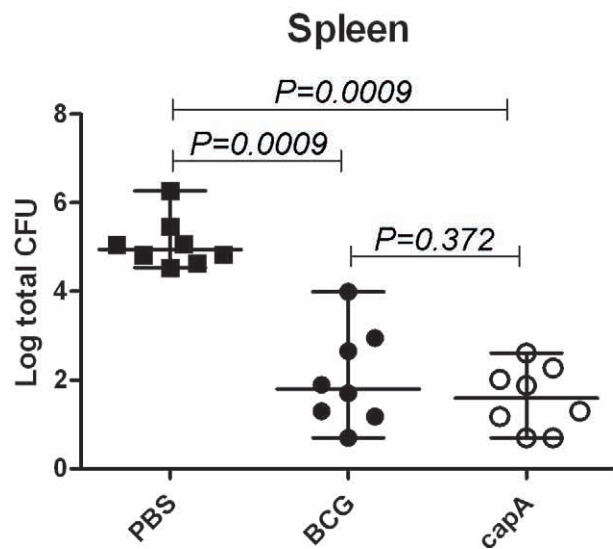 Spleen
P=0.0009
P=0.0009
P=0.372
Log total CFU
8
6
4
2
0
PBS
BCG
capA